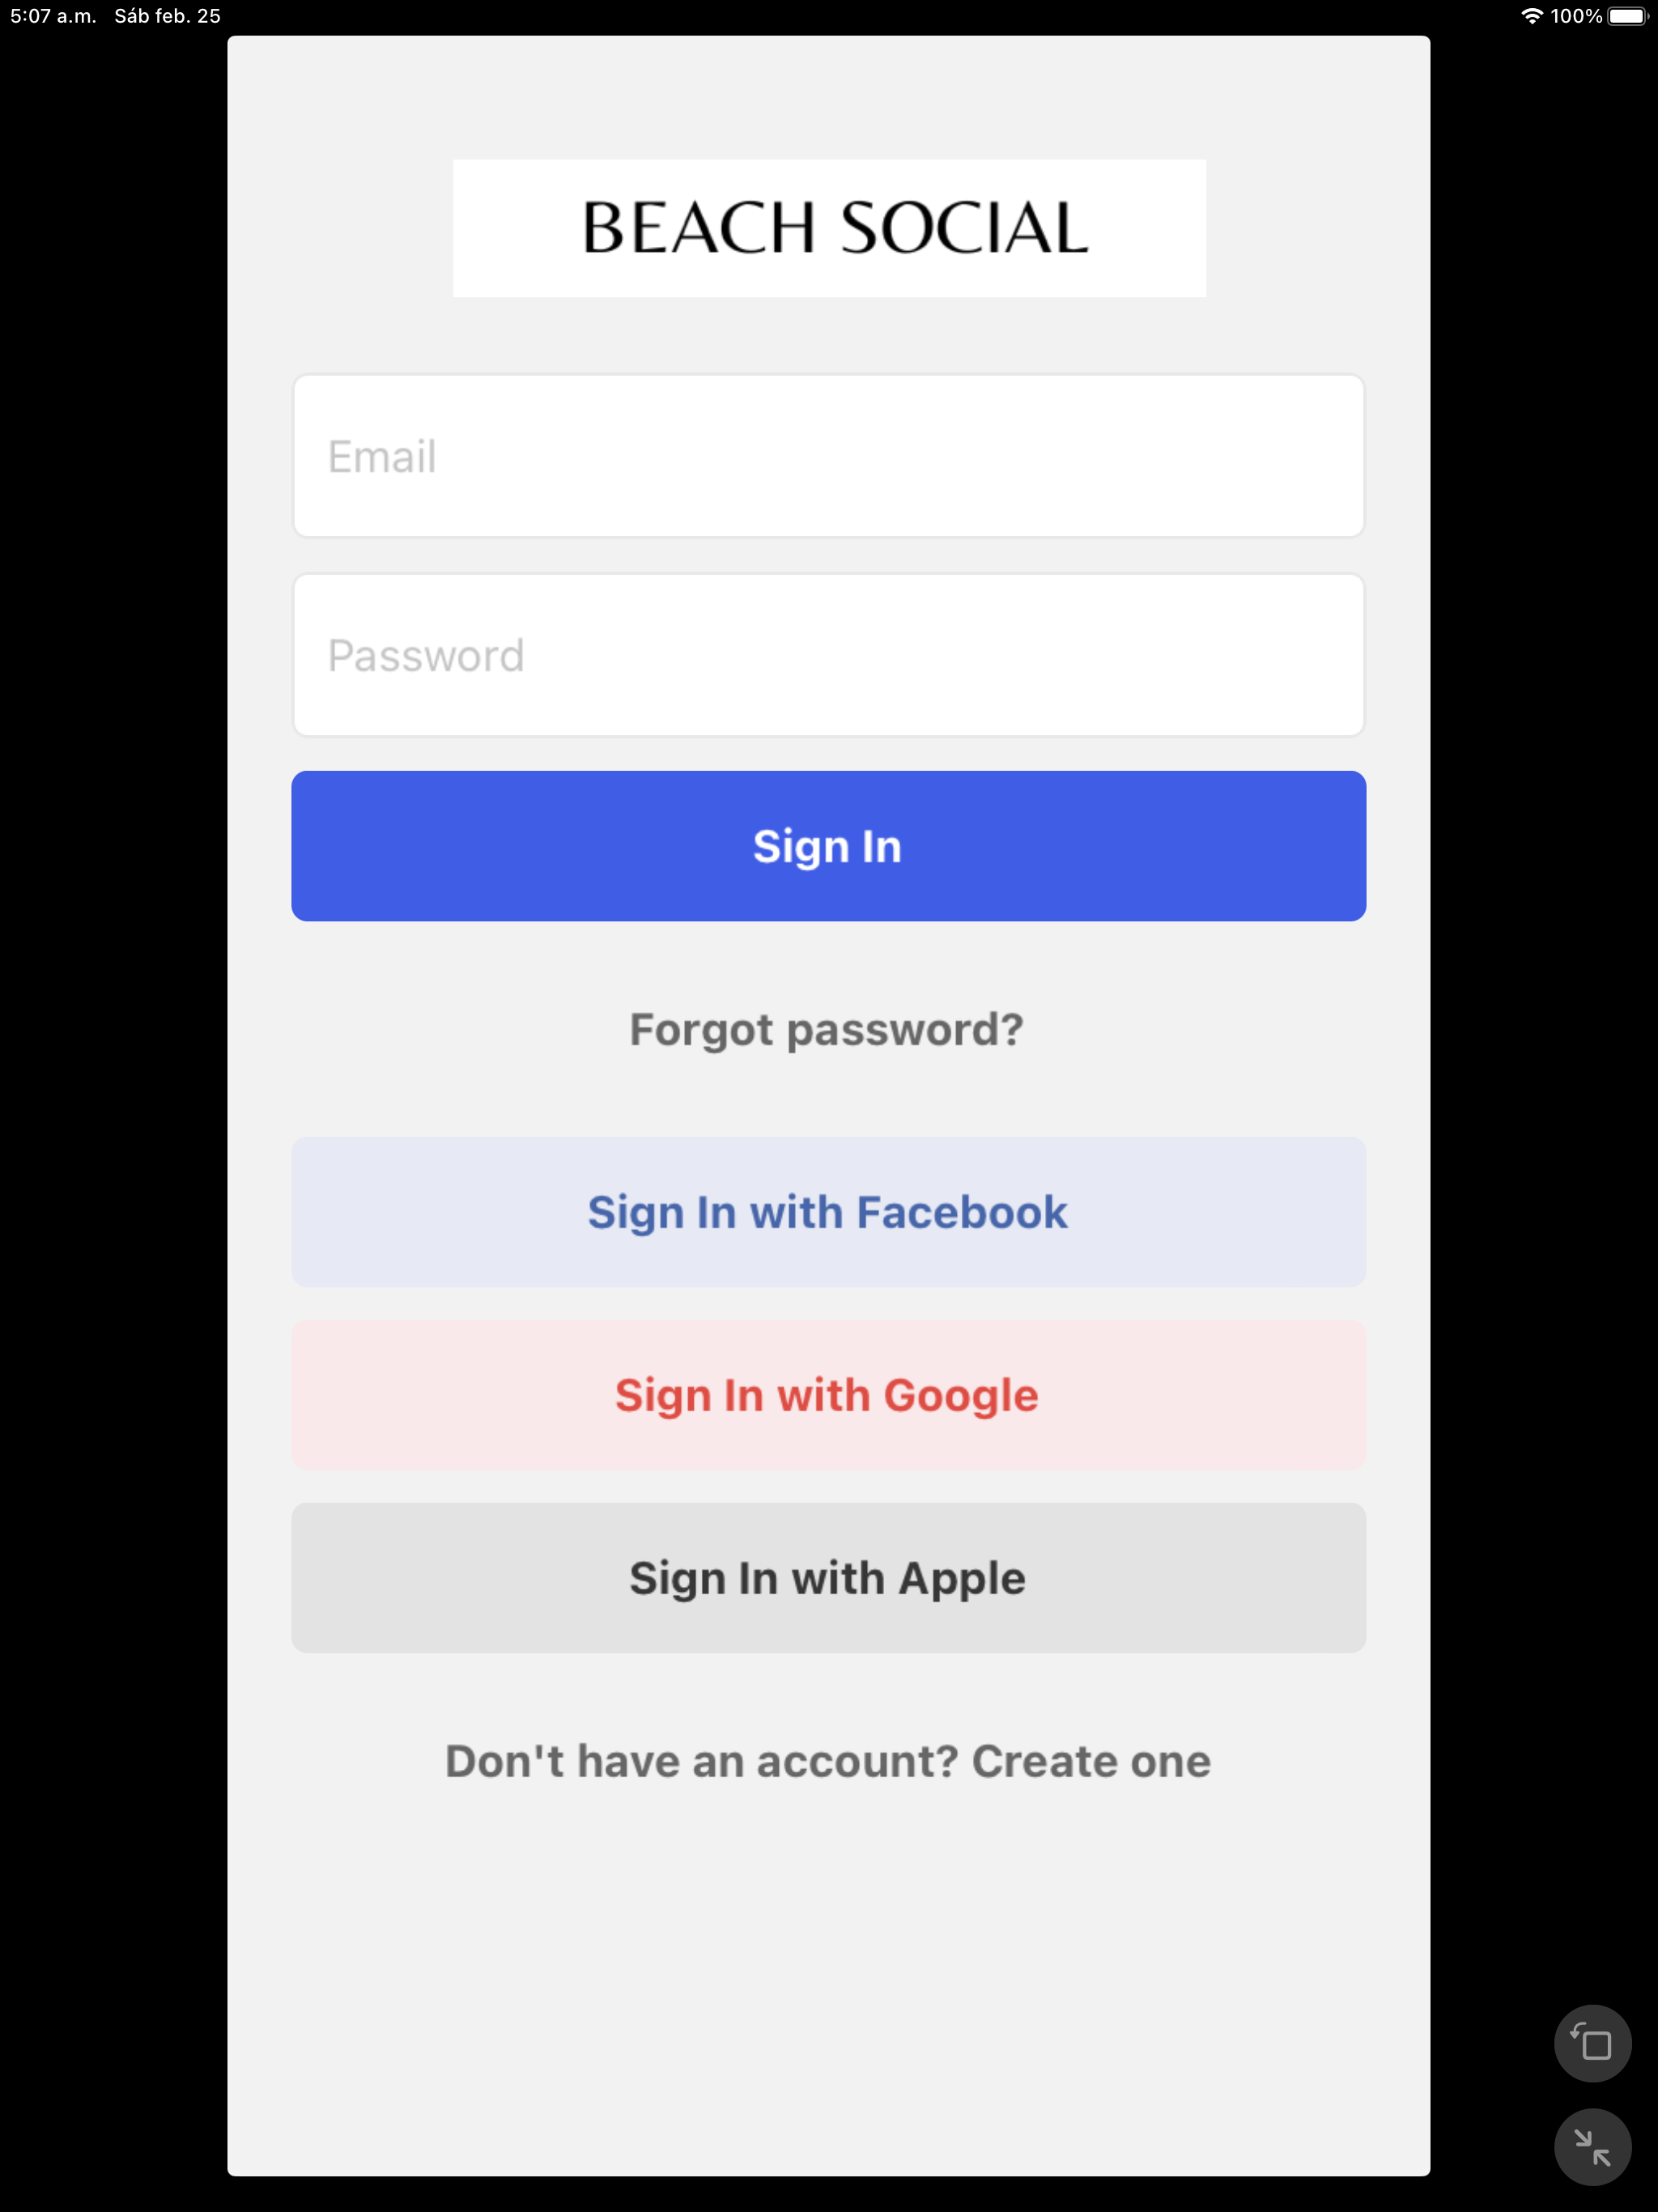 5:07 a.m. Sáb feb. 25 100%
BEACH SOCIAL
Email
Password
Sign In
Forgot password?
Sign In with Facebook
Sign In with Google
Sign In with Apple
Don't have an account? Create one